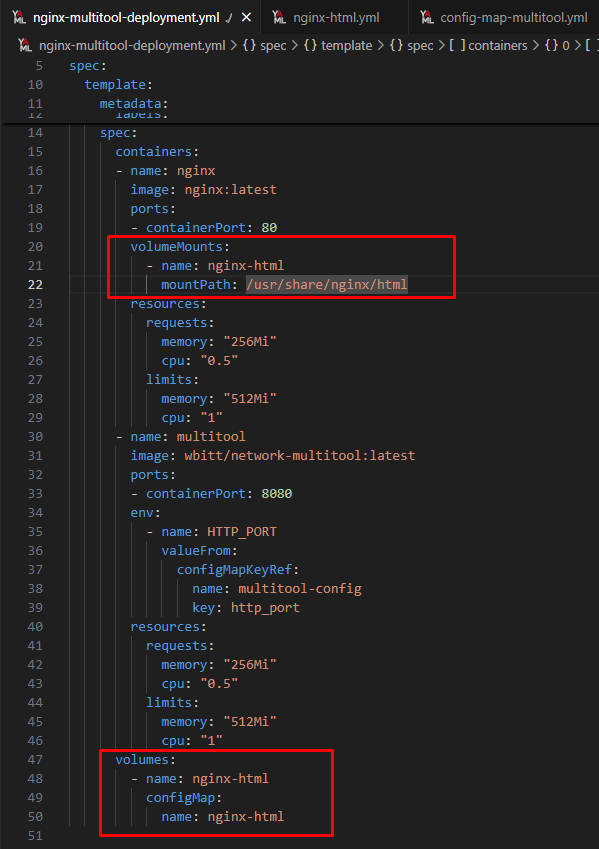 nginx-multitool-deployment.yml
nginx-html.yml
config-map-multitool.yml
nginx-multitool-deployment.yml > {} spec > {} template > {} spec > [ ] containers > {} 0 > [
5 spec:
10 template:
11 metadata:
12 labels:
14 spec:
15 containers:
16 - name: nginx
17 image: nginx:latest
18 ports:
19 - containerPort: 80
20 volumeMounts:
21 - name: nginx-html
22 mountPath: /usr/share/nginx/html
23 resources:
24 requests:
25 memory: "256Mi"
26 cpu: "0.5"
27 limits:
28 memory: "512Mi"
29 cpu: "1"
30 - name: multitool
31 image: wbitt/network-multitool:latest
32 ports:
33 - containerPort: 8080
34 env:
35 - name: HTTP_PORT
36 valueFrom:
37 configMapKeyRef:
38 name: multitool-config
39 key: http_port
40 resources:
41 requests:
42 memory: "256Mi"
43 cpu: "0.5"
44 limits:
45 memory: "512Mi"
46 cpu: "1"
47 volumes:
48 - name: nginx-html
49 configMap:
50 name: nginx-html
51